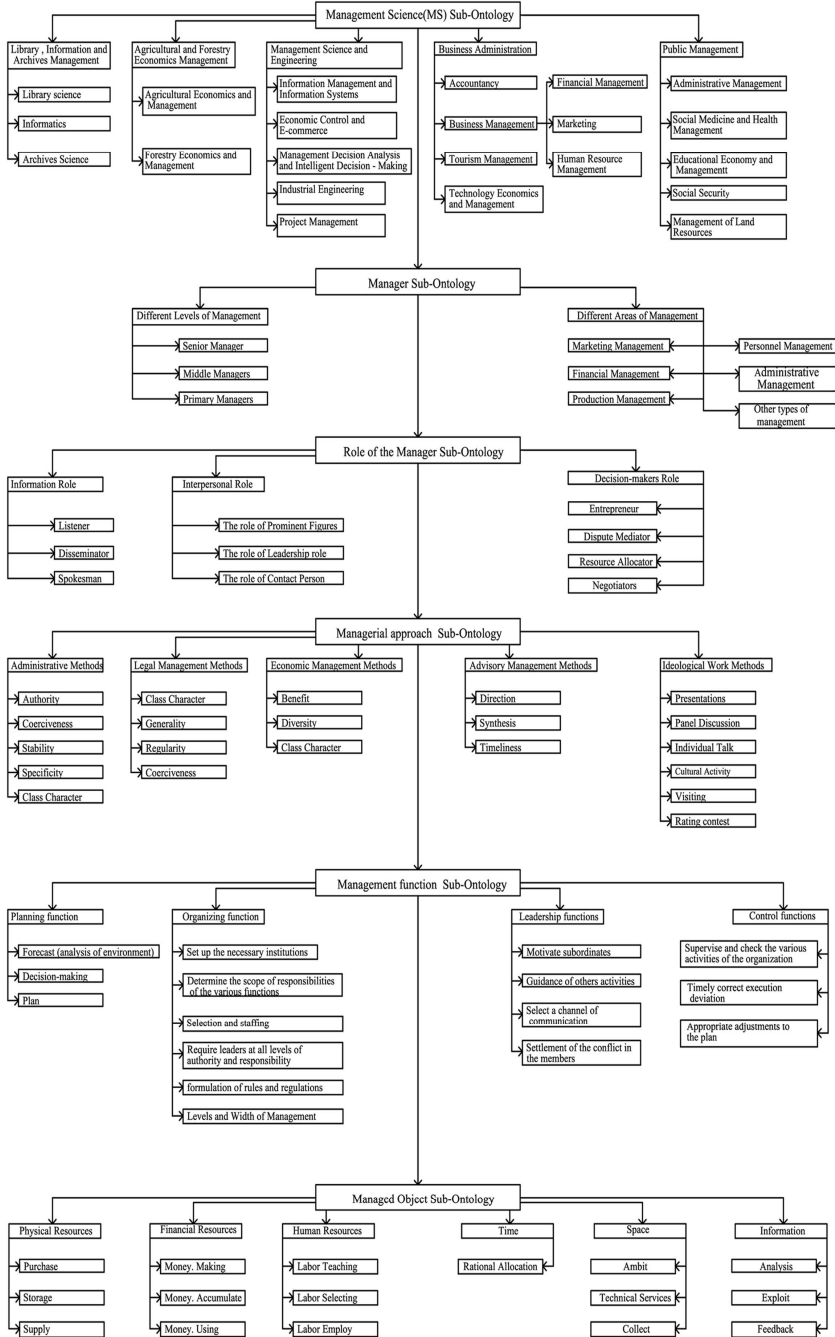 Management Science(MS) Sub-Ontology
Library , Information and
Archives Management
Library science
Informatics
Archives Science
Agricultural and Forestry
Economics Management
Agricultural Economics and
Management
Forestry Economics and
Management
Management Science and
Engineering
Information Management and
Information Systems
Economic Control and
E-commerce
Management Decision Analysis
and Intelligent Decision - Making
Industrial Engineering
Project Management
Business Administration
Accountancy
Business Management
Tourism Management
Technology Economics
and Management
Financial Management
Marketing
Human Resource
Management
Public Management
Administrative Management
Social Medicine and Health
Management
Educational Economy and
Managementt
Social Security
Management of Land
Resources
Manager Sub-Ontology
Different Levels of Management
Senior Manager
Middle Managers
Primary Managers
Different Areas of Management
Marketing Management
Financial Management
Production Management
Personnel Management
Administrative
Management
Other types of
management
Role of the Manager Sub-Ontology
Information Role
Listener
Disseminator
Spokesman
Interpersonal Role
The role of Prominent Figures
The role of Leadership role
The role of Contact Person
Decision-makers Role
Entrepreneur
Dispute Mediator
Resource Allocator
Negotiators
Managerial approach Sub-Ontology
Administrative Methods
Authority
Coerciveness
Stability
Specificity
Class Character
Legal Management Methods
Class Character
Generality
Regularity
Coerciveness
Economic Management Methods
Benefit
Diversity
Class Character
Advisory Management Methods
Direction
Synthesis
Timeliness
Ideological Work Methods
Presentations
Panel Discussion
Individual Talk
Cultural Activity
Visiting
Rating contest
Management function Sub-Ontology
Planning function
Forecast (analysis of environment)
Decision-making
Plan
Organizing function
Set up the necessary institutions
Determine the scope of responsibilities
of the various functions
Selection and staffing
Require leaders at all levels of
authority and responsibility
formulation of rules and regulations
Levels and Width of Management
Leadership functions
Motivate subordinates
Guidance of others activities
Select a channel of
communication
Settlement of the conflict in
the members
Control functions
Supervise and check the various
activities of the organization
Timely correct execution
deviation
Appropriate adjustments to
the plan
Managed Object Sub-Ontology
Physical Resources
Purchase
Storage
Supply
Financial Resources
Money. Making
Money. Accumulate
Money. Using
Human Resources
Labor Teaching
Labor Selecting
Labor Employ
Time
Rational Allocation
Space
Ambit
Technical Services
Collect
Information
Analysis
Exploit
Feedback